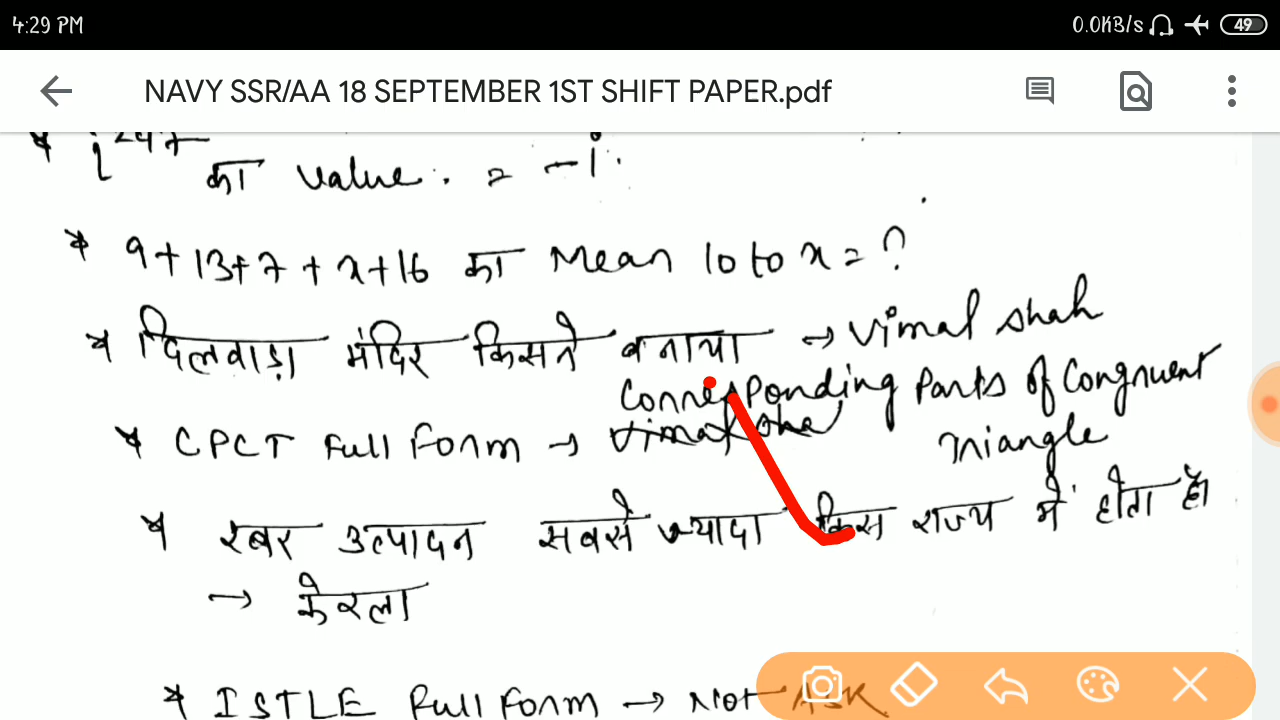 4:29 PM 0.0KB/s 49
NAVY SSR/AA 18 SEPTEMBER 1ST SHIFT PAPER.pdf
* i²⁴⁷ का value. = -i.
* 9+13+7+x+16 का Mean 10 to x = ?
* दिलवाड़ा मंदिर किसने बनाया → Vimal Shah
* CPCT Full Form → Corresponding Parts of Congruent
Triangle
* रबर उत्पादन सबसे ज्यादा किस राज्य में होता है।
→ केरला
* ISTLE Full Form → Not ASK